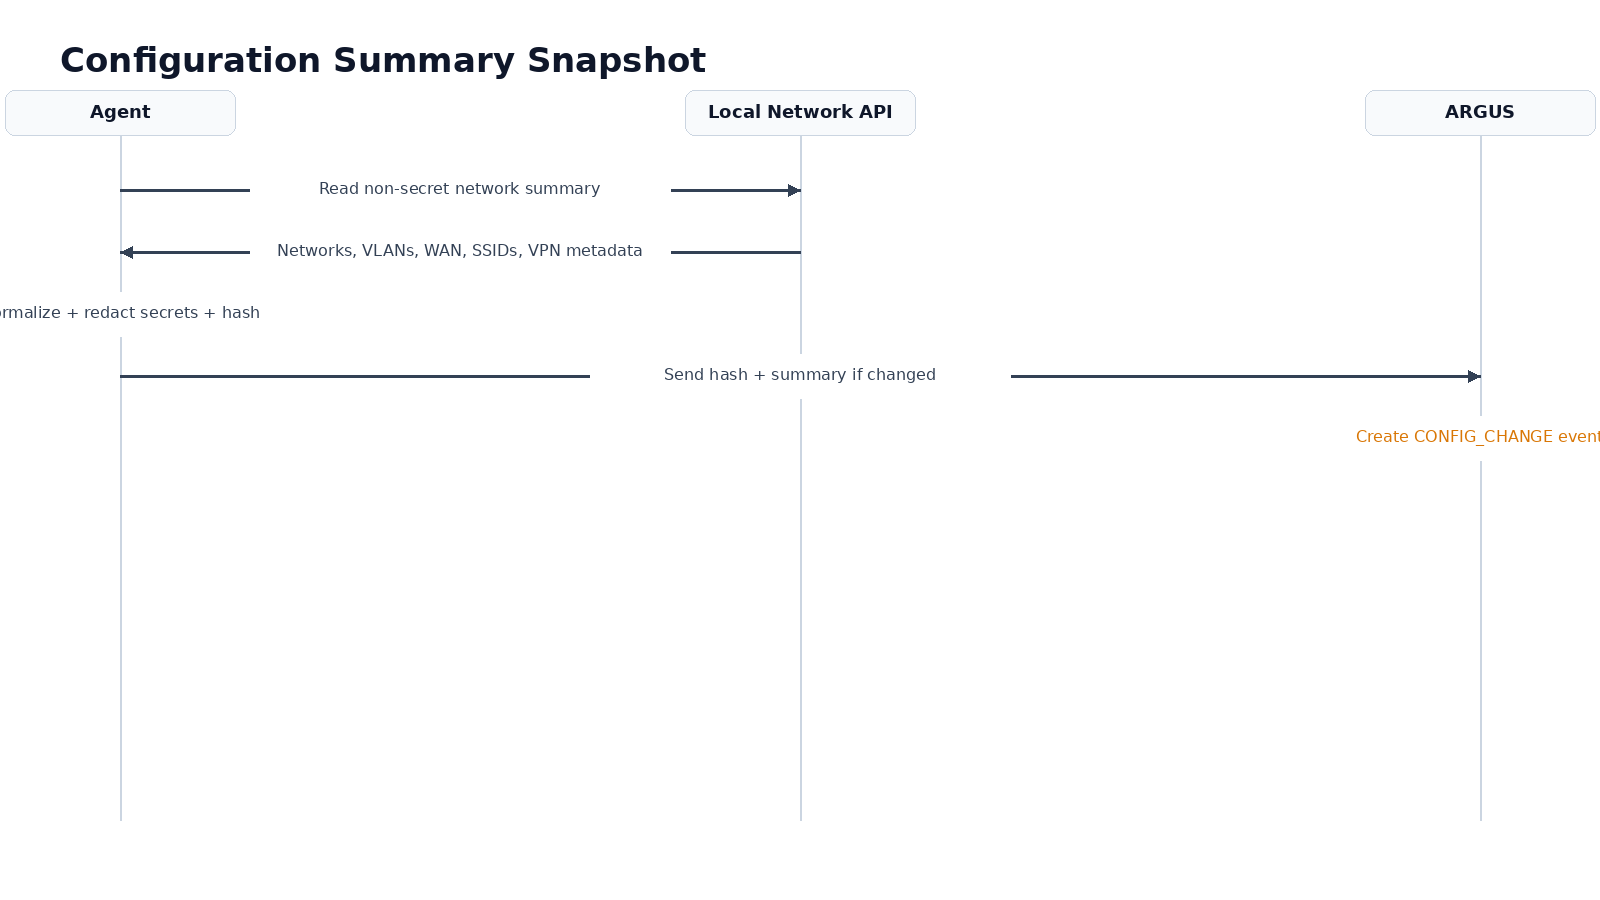 Configuration Summary Snapshot
Agent
Local Network API
ARGUS
Read non-secret network summary
Networks, VLANs, WAN, SSIDs, VPN metadata
ormalize + redact secrets + hash
Send hash + summary if changed
Create CONFIG_CHANGE event